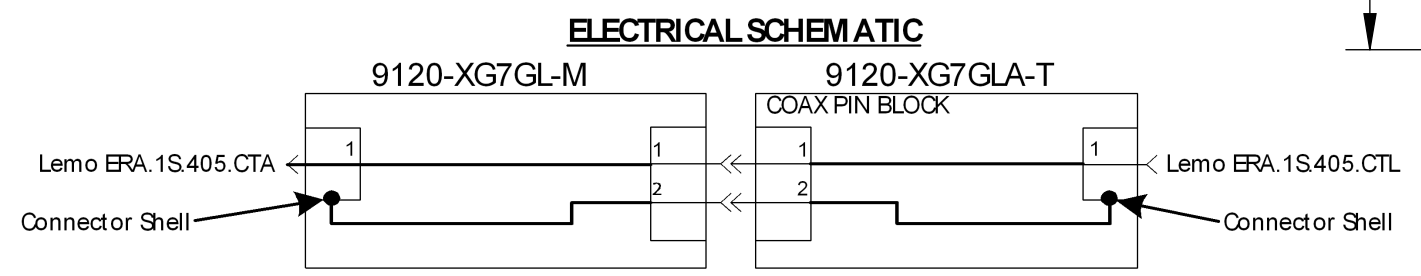 ELECTRICAL SCHEMATIC
9120-XG7GL-M
9120-XG7GLA-T
COAX PIN BLOCK
1
1
1
1
Lemo ERA.1S.405.CTA
Lemo ERA.1S.405.CTL
2
2
Connector Shell
Connector Shell